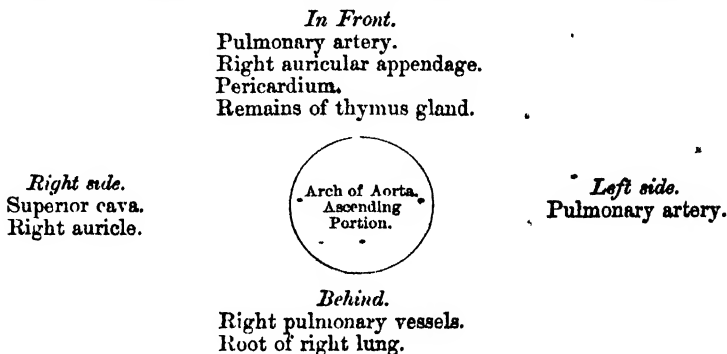 In Front.
Pulmonary artery.
Right auricular appendage.
Pericardium.
Remains of thymus gland.
Right side.
Superior cava.
Right auricle.
Arch of Aorta.
Ascending
Portion.
Left side.
Pulmonary artery.
Behind.
Right pulmonary vessels.
Root of right lung.